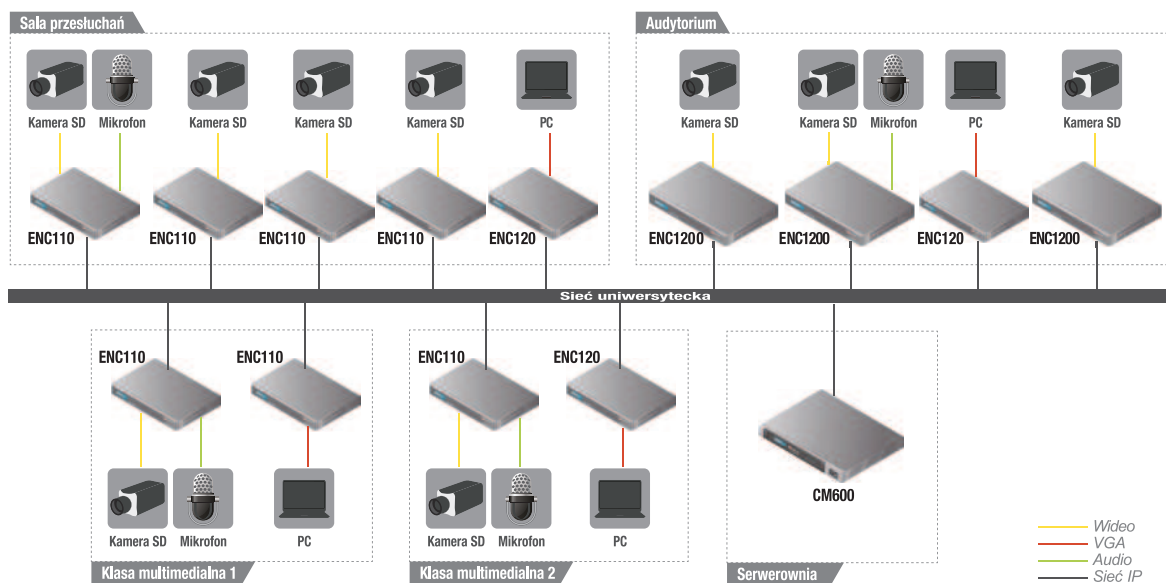 Sala przesłuchań
Audytorium
Kamera SD Mikrofon Kamera SD Kamera SD Kamera SD PC
Kamera SD Kamera SD Mikrofon PC Kamera SD
ENC110 ENC110 ENC110 ENC110 ENC120
ENC1200 ENC1200 ENC120 ENC1200
Sieć uniwersytecka
ENC110 ENC110
ENC110 ENC120
CM600
Kamera SD Mikrofon PC
Kamera SD Mikrofon PC
Klasa multimedialna 1
Klasa multimedialna 2
Serwerownia
Wideo
VGA
Audio
Sieć IP